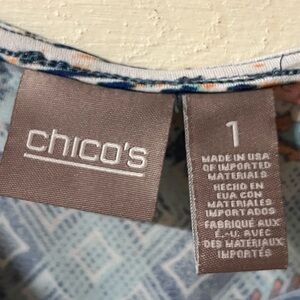 chico's
1
MADE IN USA
OF IMPORTED
MATERIALS
HECHO EN
EUA CON
MATERIALES
IMPORTADOS
FABRIQUÉ AUX
É.-U. AVEC
DES MATERIAUX
IMPORTÉS